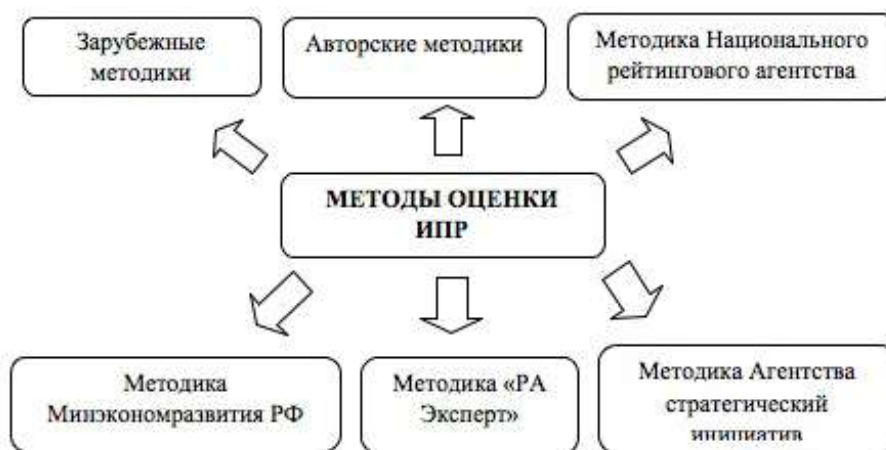 Зарубежные
методики
Авторские методики
Методика Национального
рейтингового агентства
МЕТОДЫ ОЦЕНКИ
ИПР
Методика
Минэкономразвития РФ
Методика «РА
Эксперт»
Методика Агентства
стратегический
инициатив